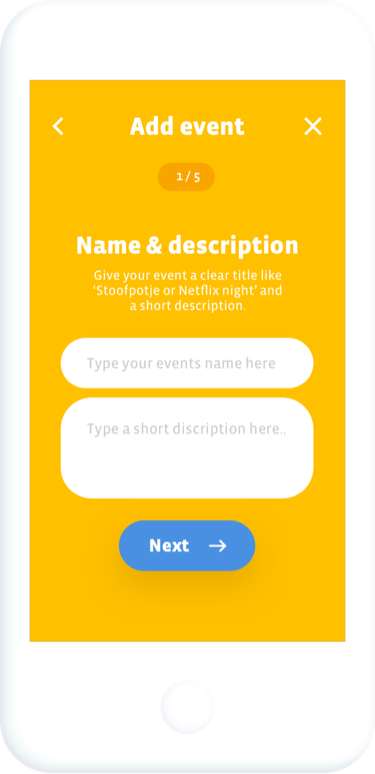 Add event
1 / 5
Name & description
Give your event a clear title like
‘Stoofpotje or Netflix night’ and
a short description.
Type your events name here
Type a short discription here..
Next